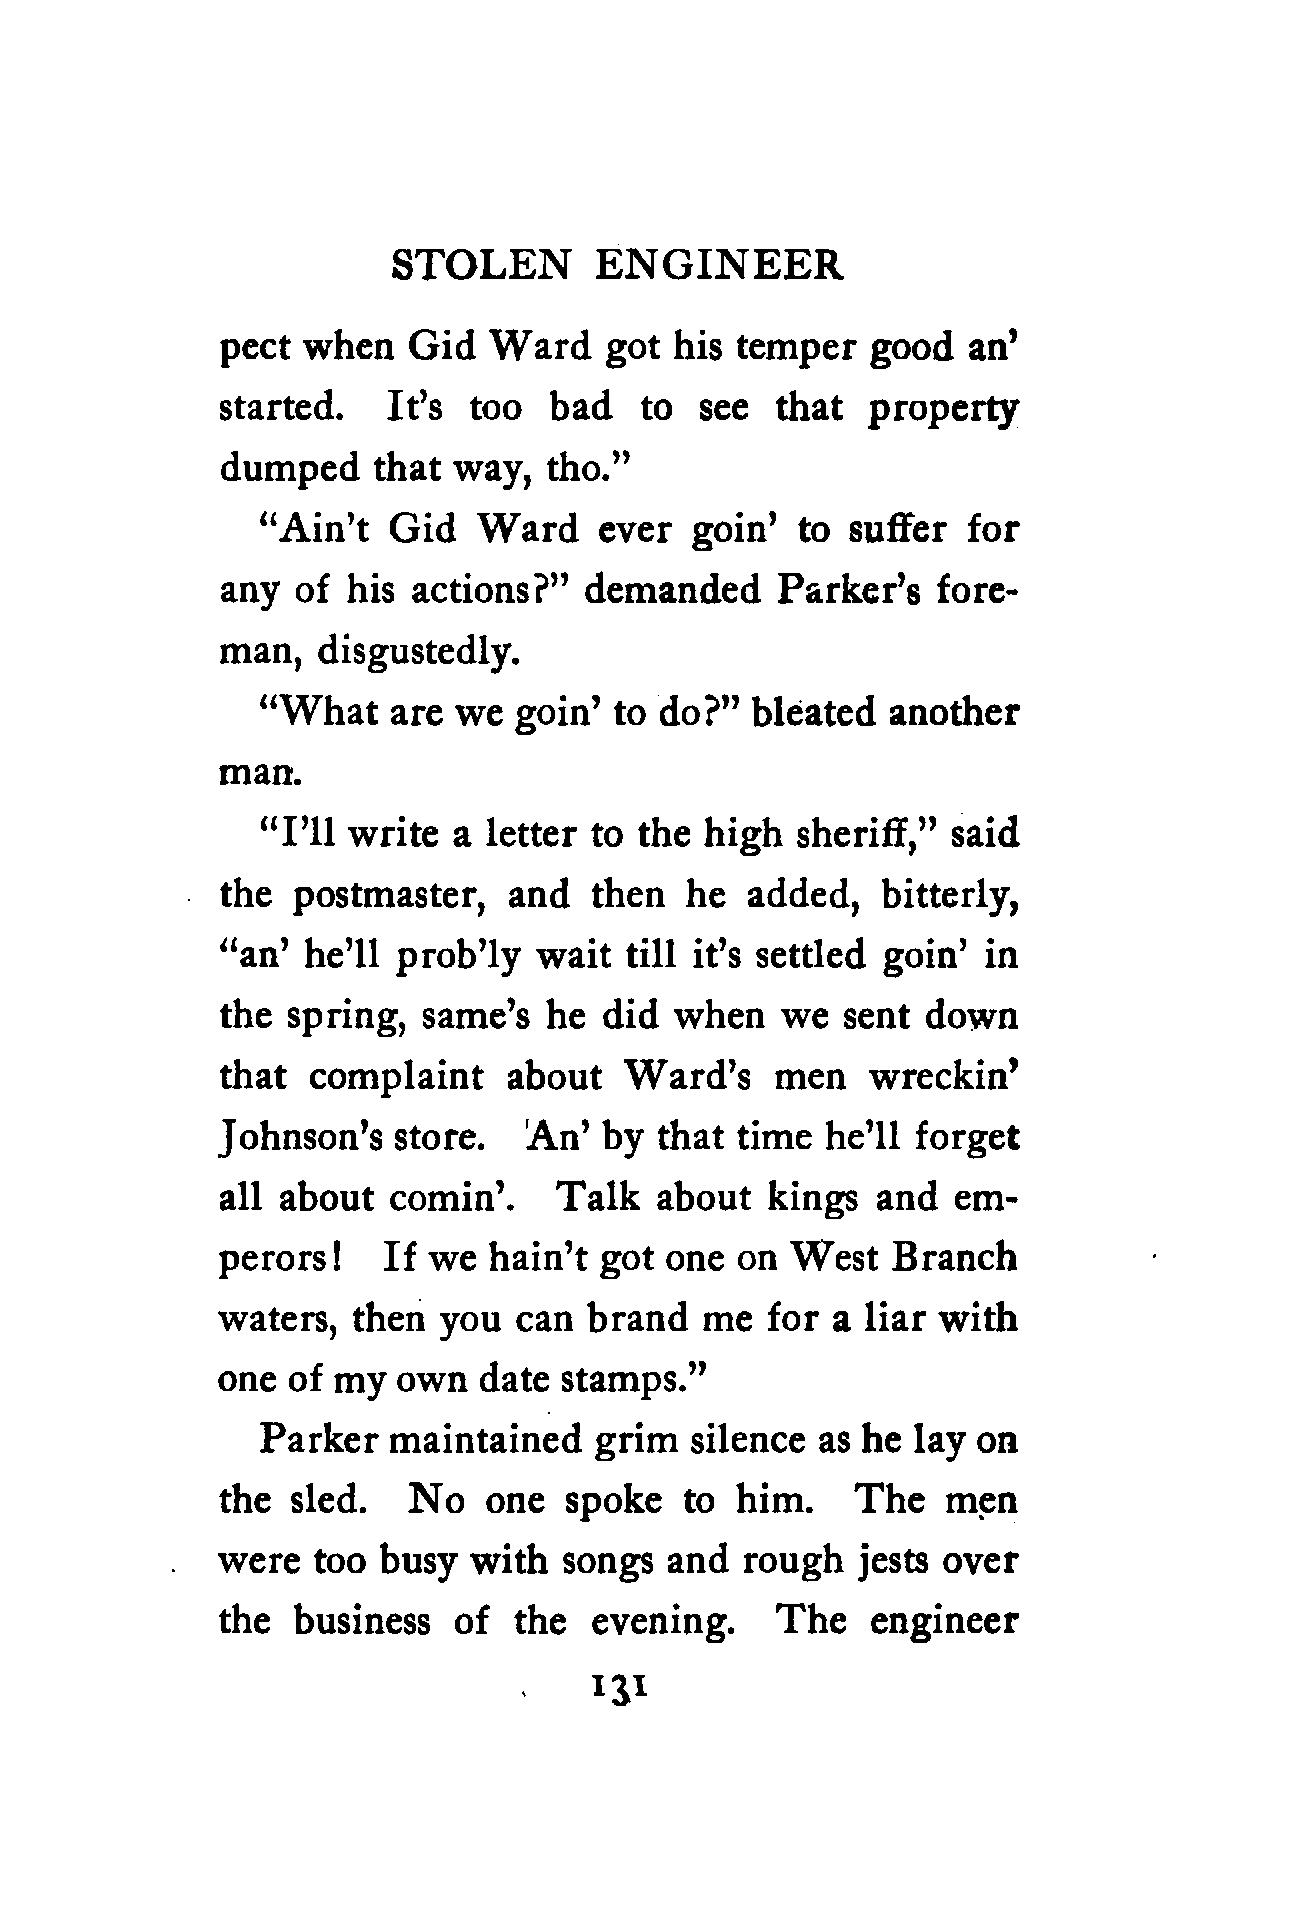 STOLEN ENGINEER
pect when Gid Ward got his temper good an’
started. It’s too bad to see that property
dumped that way, tho.”
“Ain’t Gid Ward ever goin’ to suffer for
any of his actions?” demanded Parker’s fore-
man, disgustedly.
“What are we goin’ to do?” bleated another
man.
“I’ll write a letter to the high sheriff,” said
the postmaster, and then he added, bitterly,
“an’ he’ll prob’ly wait till it’s settled goin’ in
the spring, same’s he did when we sent down
that complaint about Ward’s men wreckin’
Johnson’s store. 'An’ by that time he’ll forget
all about comin’. Talk about kings and em-
perors! If we hain’t got one on West Branch
waters, then you can brand me for a liar with
one of my own date stamps.”
Parker maintained grim silence as he lay on
the sled. No one spoke to him. The men
were too busy with songs and rough jests over
the business of the evening. The engineer
131